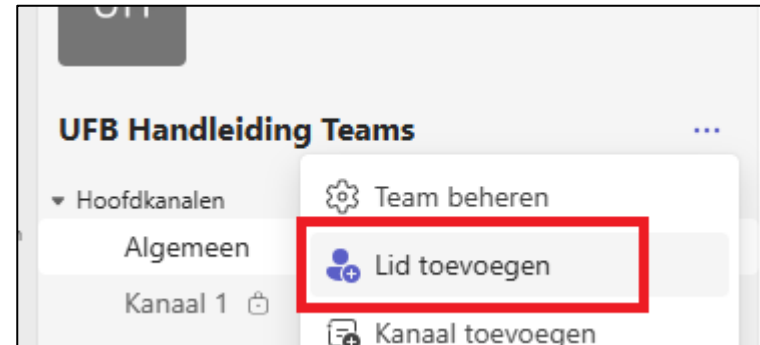 UFB Handleiding Teams
Hoofdkanalen
Team beheren
Algemeen
Lid toevoegen
Kanaal 1
Kanaal toevoegen